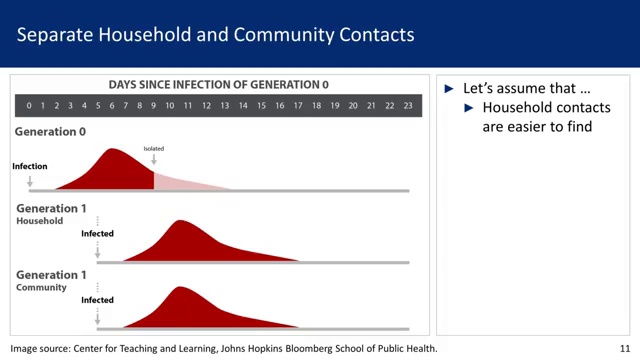 Separate Household and Community Contacts
DAYS SINCE INFECTION OF GENERATION 0
0 1 2 3 4 5 6 7 8 9 10 11 12 13 14 15 16 17 18 19 20 21 22 23
Generation 0
Isolated
Infection
Generation 1
Household
Infected
Generation 1
Community
Infected
► Let's assume that …
► Household contacts
are easier to find
Image source: Center for Teaching and Learning, Johns Hopkins Bloomberg School of Public Health.
11